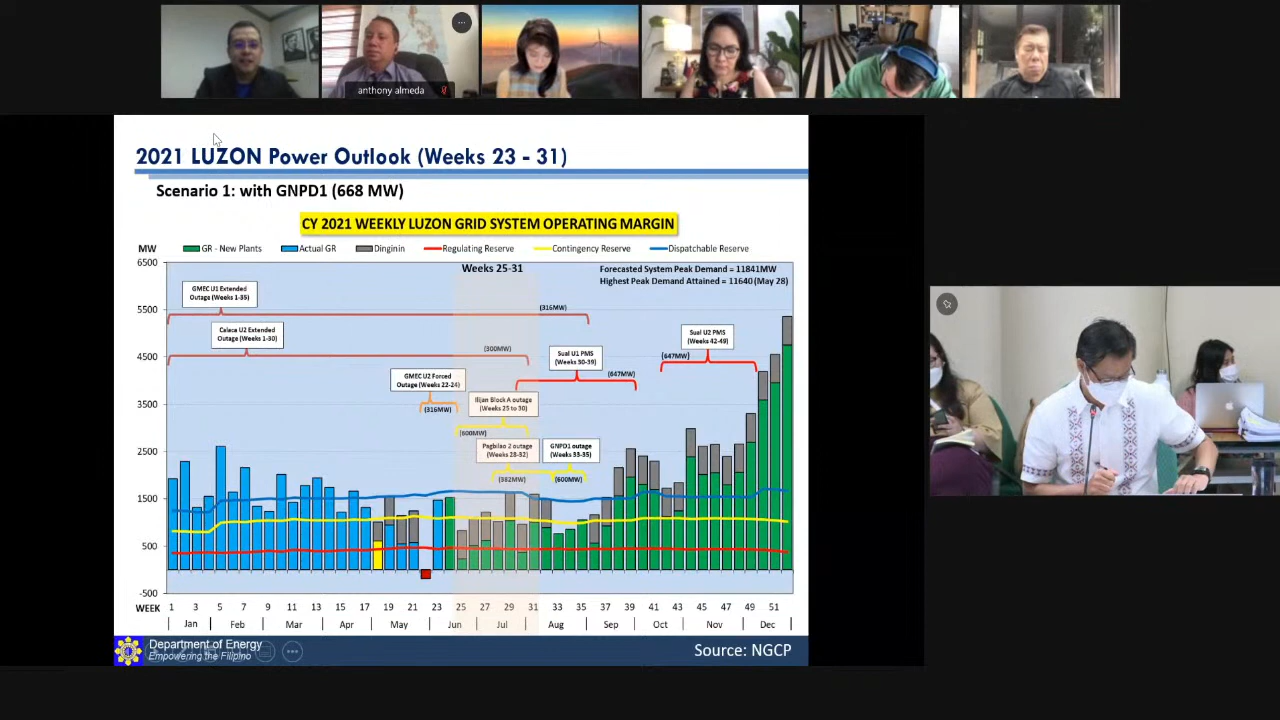 anthony almeda
2021 LUZON Power Outlook (Weeks 23 - 31)
Scenario 1: with GNPD1 (668 MW)
CY 2021 WEEKLY LUZON GRID SYSTEM OPERATING MARGIN
MW
GR - New Plants
Actual GR
Dinginin
Regulating Reserve
Contingency Reserve
Dispatchable Reserve
6500
5500
4500
3500
2500
1500
500
-500
Weeks 25-31
Forecasted System Peak Demand = 11841MW
Highest Peak Demand Attained = 11640 (May 28)
GMEC U1 Extended
Outage (Weeks 1-35)
(316MW)
Calaca U2 Extended
Outage (Weeks 1-30)
(300MW)
Sual U2 PMS
(Weeks 42-49)
(647MW)
Sual U1 PMS
(Weeks 30-39)
(647MW)
GMEC U2 Forced
Outage (Weeks 22-24)
(316MW)
Ilijan Block A outage
(Weeks 25 to 30)
(600MW)
Pagbilao 2 outage
(Weeks 28-32)
(382MW)
GNPD1 outage
(Weeks 33-35)
(600MW)
WEEK 1 3 5 7 9 11 13 15 17 19 21 23 25 27 29 31 33 35 37 39 41 43 45 47 49 51
Jan Feb Mar Apr May Jun Jul Aug Sep Oct Nov Dec
Department of Energy
Empowering the Filipino
Source: NGCP